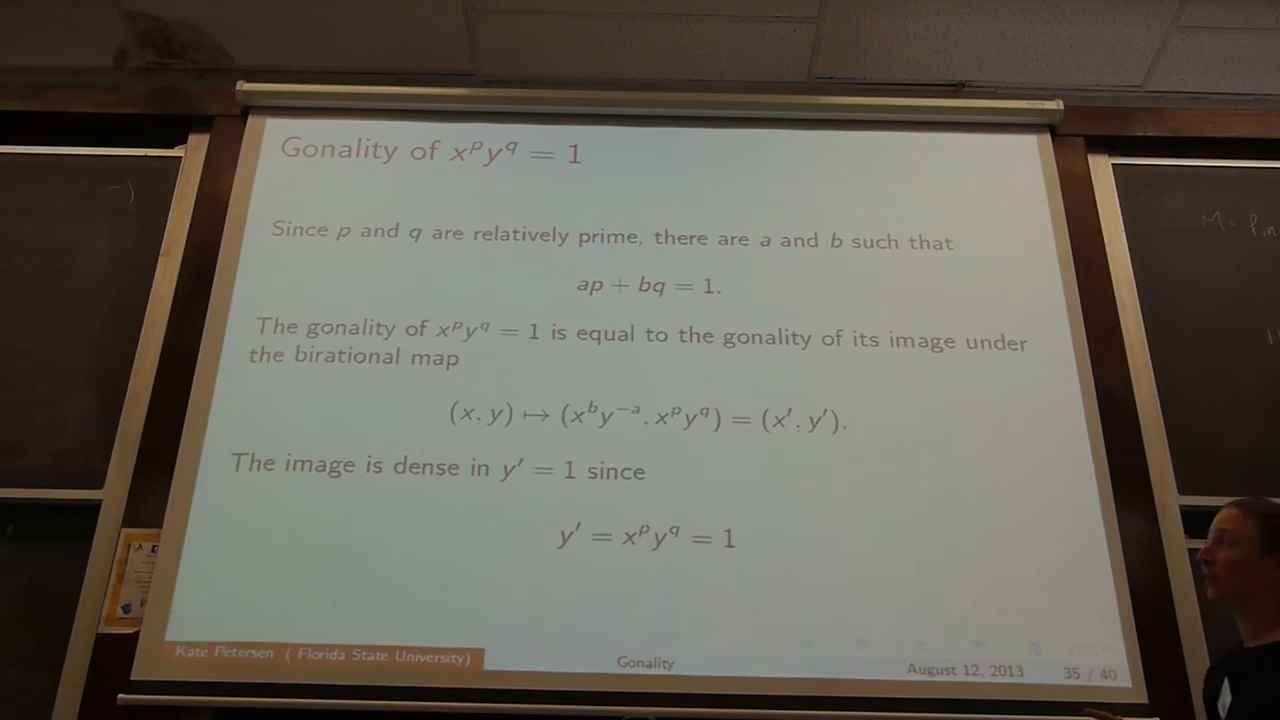 Gonality of x^p y^q = 1
Since p and q are relatively prime, there are a and b such that
ap + bq = 1.
The gonality of x^p y^q = 1 is equal to the gonality of its image under
the birational map
(x, y) ↦ (x^b y^{-a}, x^p y^q) = (x', y').
The image is dense in y' = 1 since
y' = x^p y^q = 1
Kate Petersen ( Florida State University)
Gonality
August 12, 2013
35 / 40